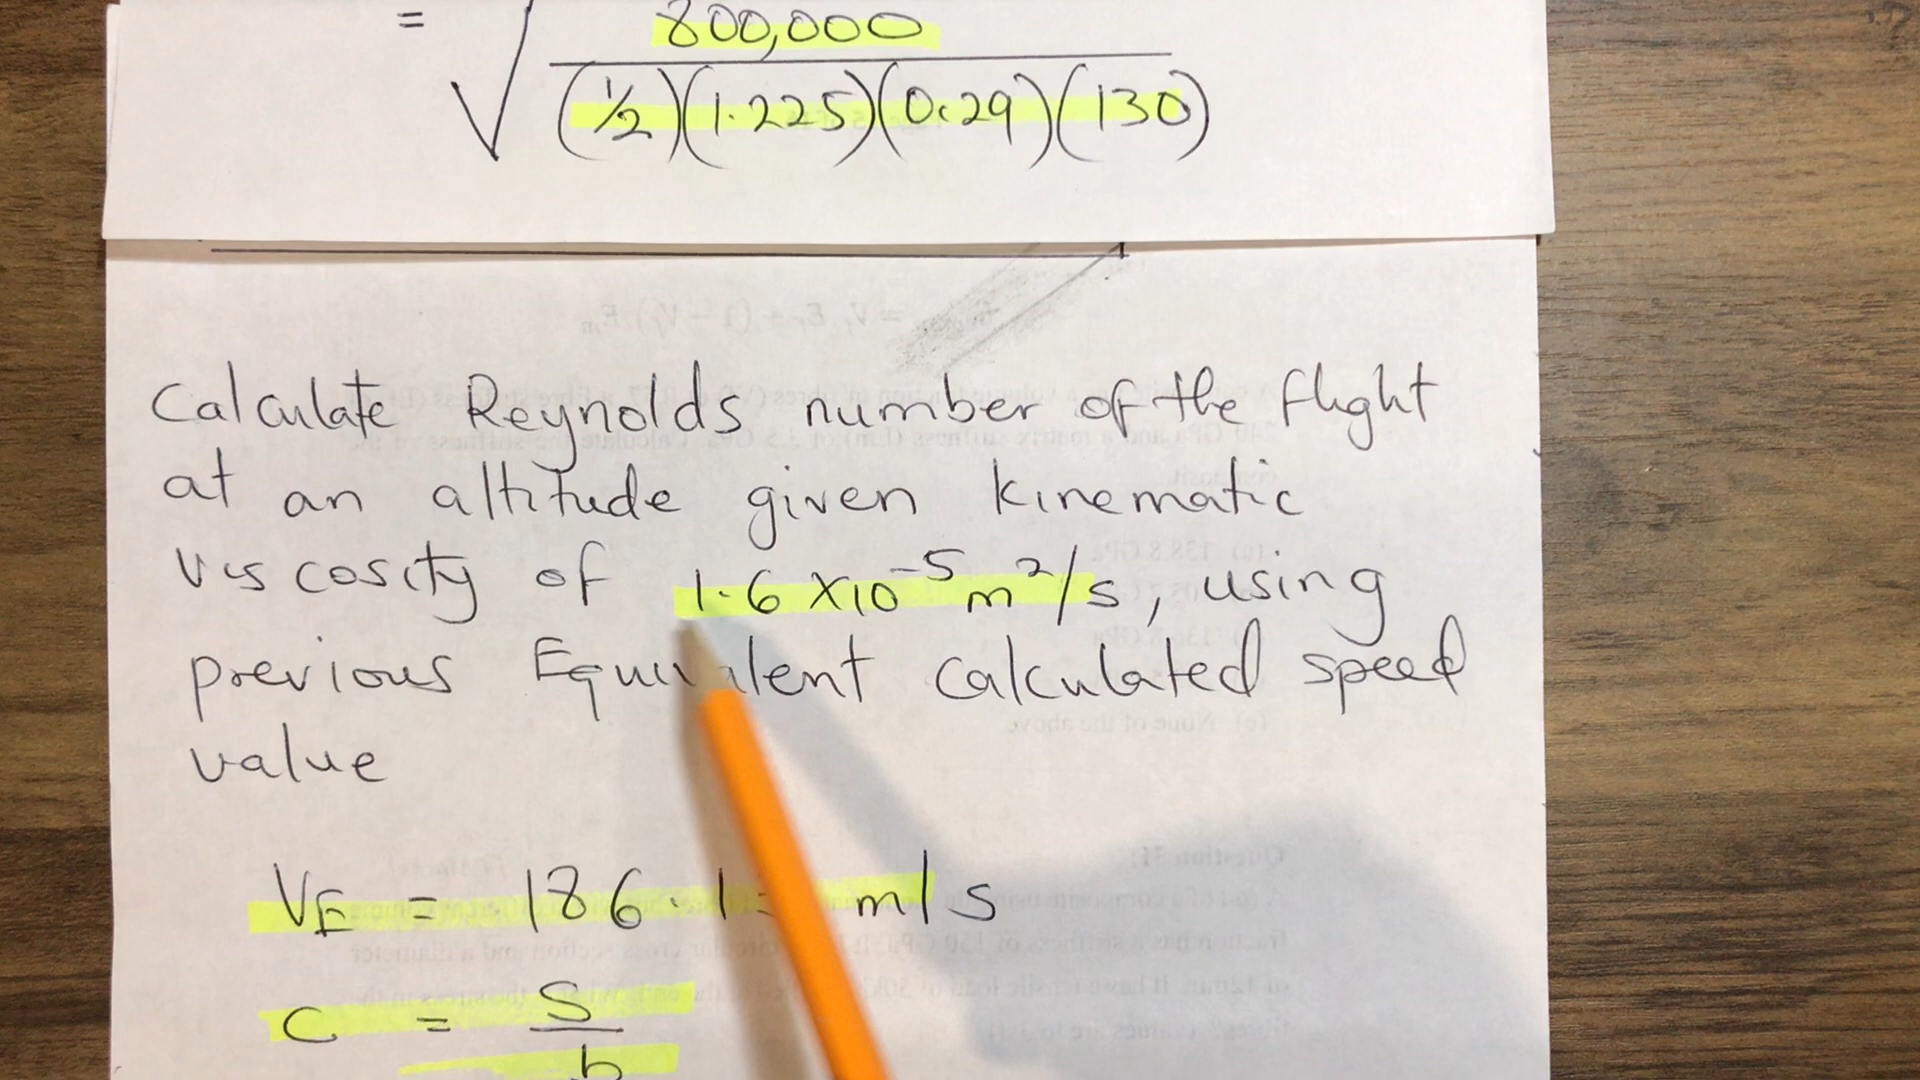 = √ 800,000
(1/2)(1.225)(0.29)(130)
Calculate Reynolds number of the flight
at an altitude given kinematic
viscosity of 1.6 x10⁻⁵ m²/s, using
previous Equivalent calculated speed
value
VE = 186.1 m/s
c = S
b